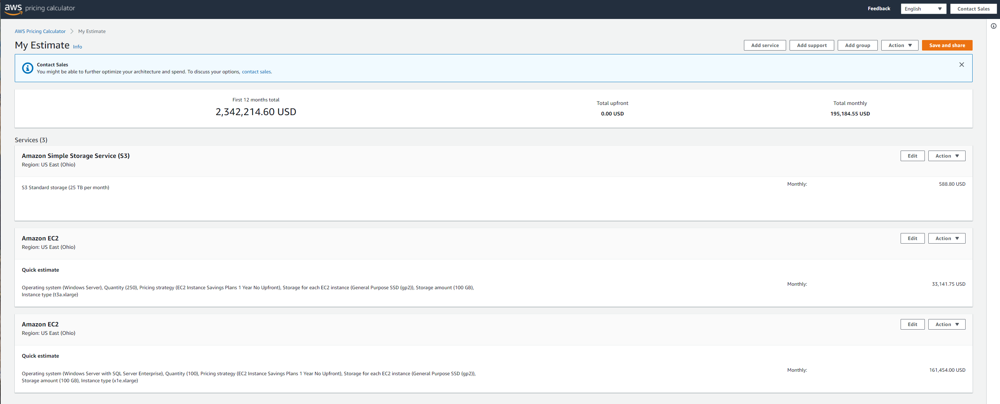 aws pricing calculator
Feedback
English
Contact Sales
AWS Pricing Calculator
My Estimate
My Estimate Info
Add service
Add support
Add group
Action
Save and share
Contact Sales
You might be able to further optimize your architecture and spend. To discuss your options, contact sales.
First 12 months total
2,342,214.60 USD
Total upfront
0.00 USD
Total monthly
195,184.55 USD
Services (3)
Amazon Simple Storage Service (S3)
Region: US East (Ohio)
Edit
Action
S3 Standard storage (25 TB per month)
Monthly:
588.80 USD
Amazon EC2
Region: US East (Ohio)
Edit
Action
Quick estimate
Operating system (Windows Server), Quantity (250), Pricing strategy (EC2 Instance Savings Plans 1 Year No Upfront), Storage for each EC2 instance (General Purpose SSD (gp2)), Storage amount (100 GB),
Instance type (t3a.xlarge)
Monthly:
33,141.75 USD
Amazon EC2
Region: US East (Ohio)
Edit
Action
Quick estimate
Operating system (Windows Server with SQL Server Enterprise), Quantity (100), Pricing strategy (EC2 Instance Savings Plans 1 Year No Upfront), Storage for each EC2 instance (General Purpose SSD (gp2)),
Storage amount (100 GB), Instance type (x1e.xlarge)
Monthly:
161,454.00 USD